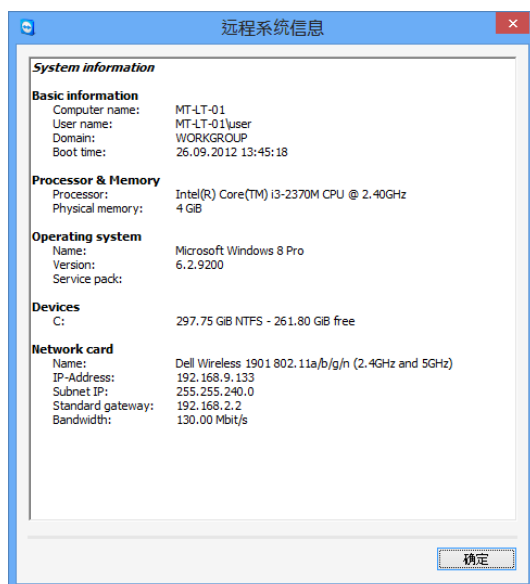 远程系统信息
System information
Basic information
Computer name: MT-LT-01
User name: MT-LT-01\user
Domain: WORKGROUP
Boot time: 26.09.2012 13:45:18
Processor & Memory
Processor: Intel(R) Core(TM) i3-2370M CPU @ 2.40GHz
Physical memory: 4 GiB
Operating system
Name: Microsoft Windows 8 Pro
Version: 6.2.9200
Service pack:
Devices
C: 297.75 GiB NTFS - 261.80 GiB free
Network card
Name: Dell Wireless 1901 802.11a/b/g/n (2.4GHz and 5GHz)
IP-Address: 192.168.9.133
Subnet IP: 255.255.240.0
Standard gateway: 192.168.2.2
Bandwidth: 130.00 Mbit/s
确定